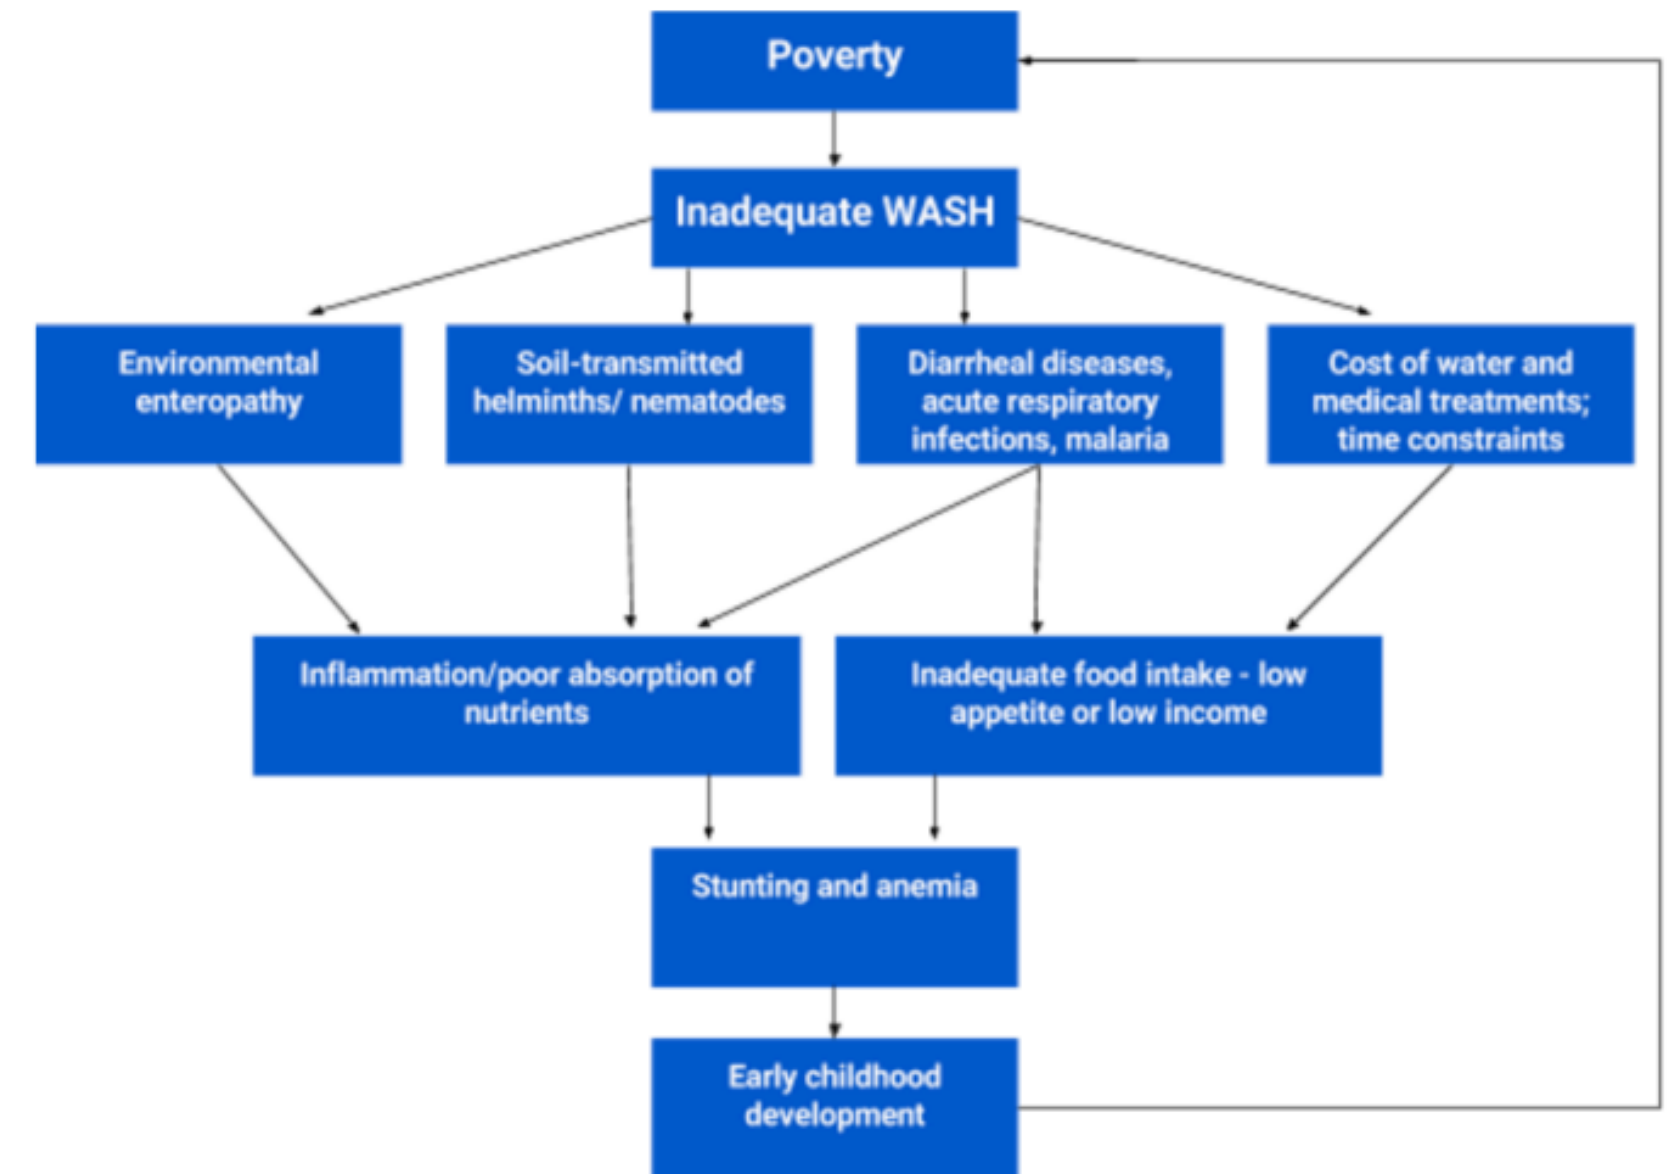 Poverty
Inadequate WASH
Environmental
enteropathy
Soil-transmitted
helminths/ nematodes
Diarrheal diseases,
acute respiratory
infections, malaria
Cost of water and
medical treatments;
time constraints
Inflammation/poor absorption of
nutrients
Inadequate food intake - low
appetite or low income
Stunting and anemia
Early childhood
development